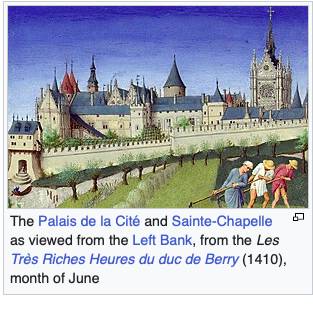 The Palais de la Cité and Sainte-Chapelle
as viewed from the Left Bank, from the Les
Très Riches Heures du duc de Berry (1410),
month of June